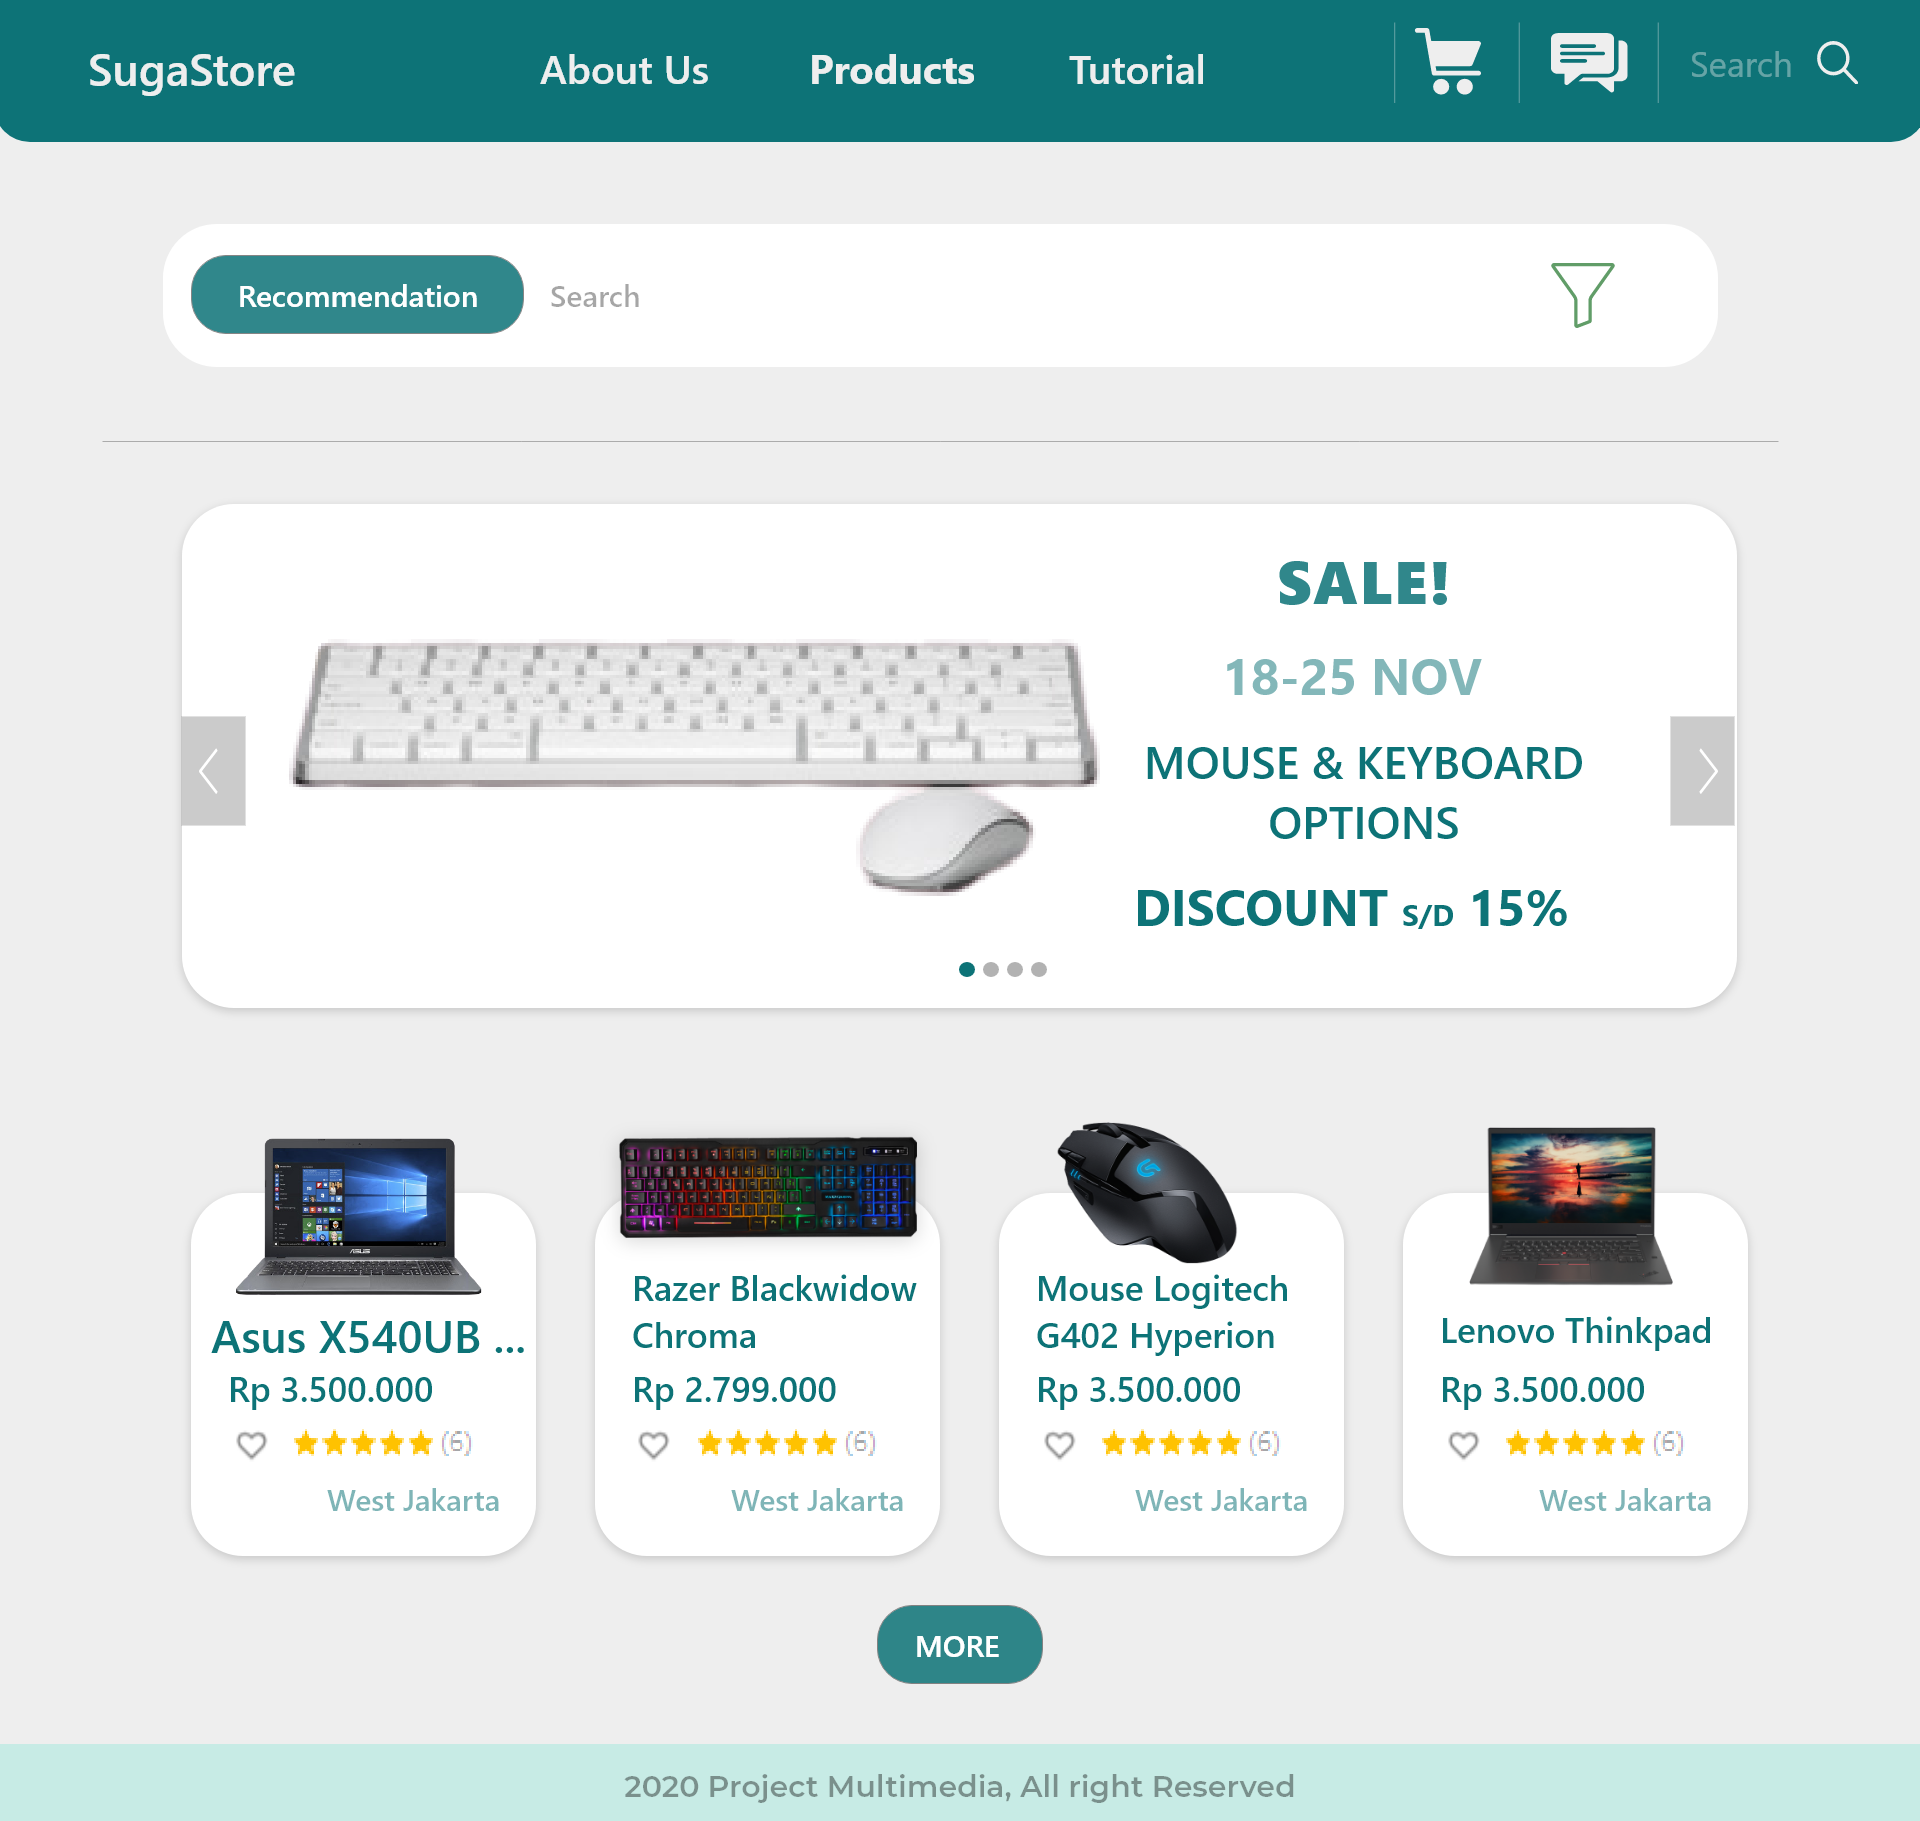 SugaStore
About Us
Products
Tutorial
Search
Recommendation
Search
SALE!
18-25 NOV
MOUSE & KEYBOARD
OPTIONS
DISCOUNT S/D 15%
ASUS
Asus X540UB ...
Rp 3.500.000
(6)
West Jakarta
Razer Blackwidow
Chroma
Rp 2.799.000
(6)
West Jakarta
Mouse Logitech
G402 Hyperion
Rp 3.500.000
(6)
West Jakarta
Lenovo Thinkpad
Rp 3.500.000
(6)
West Jakarta
MORE
2020 Project Multimedia, All right Reserved